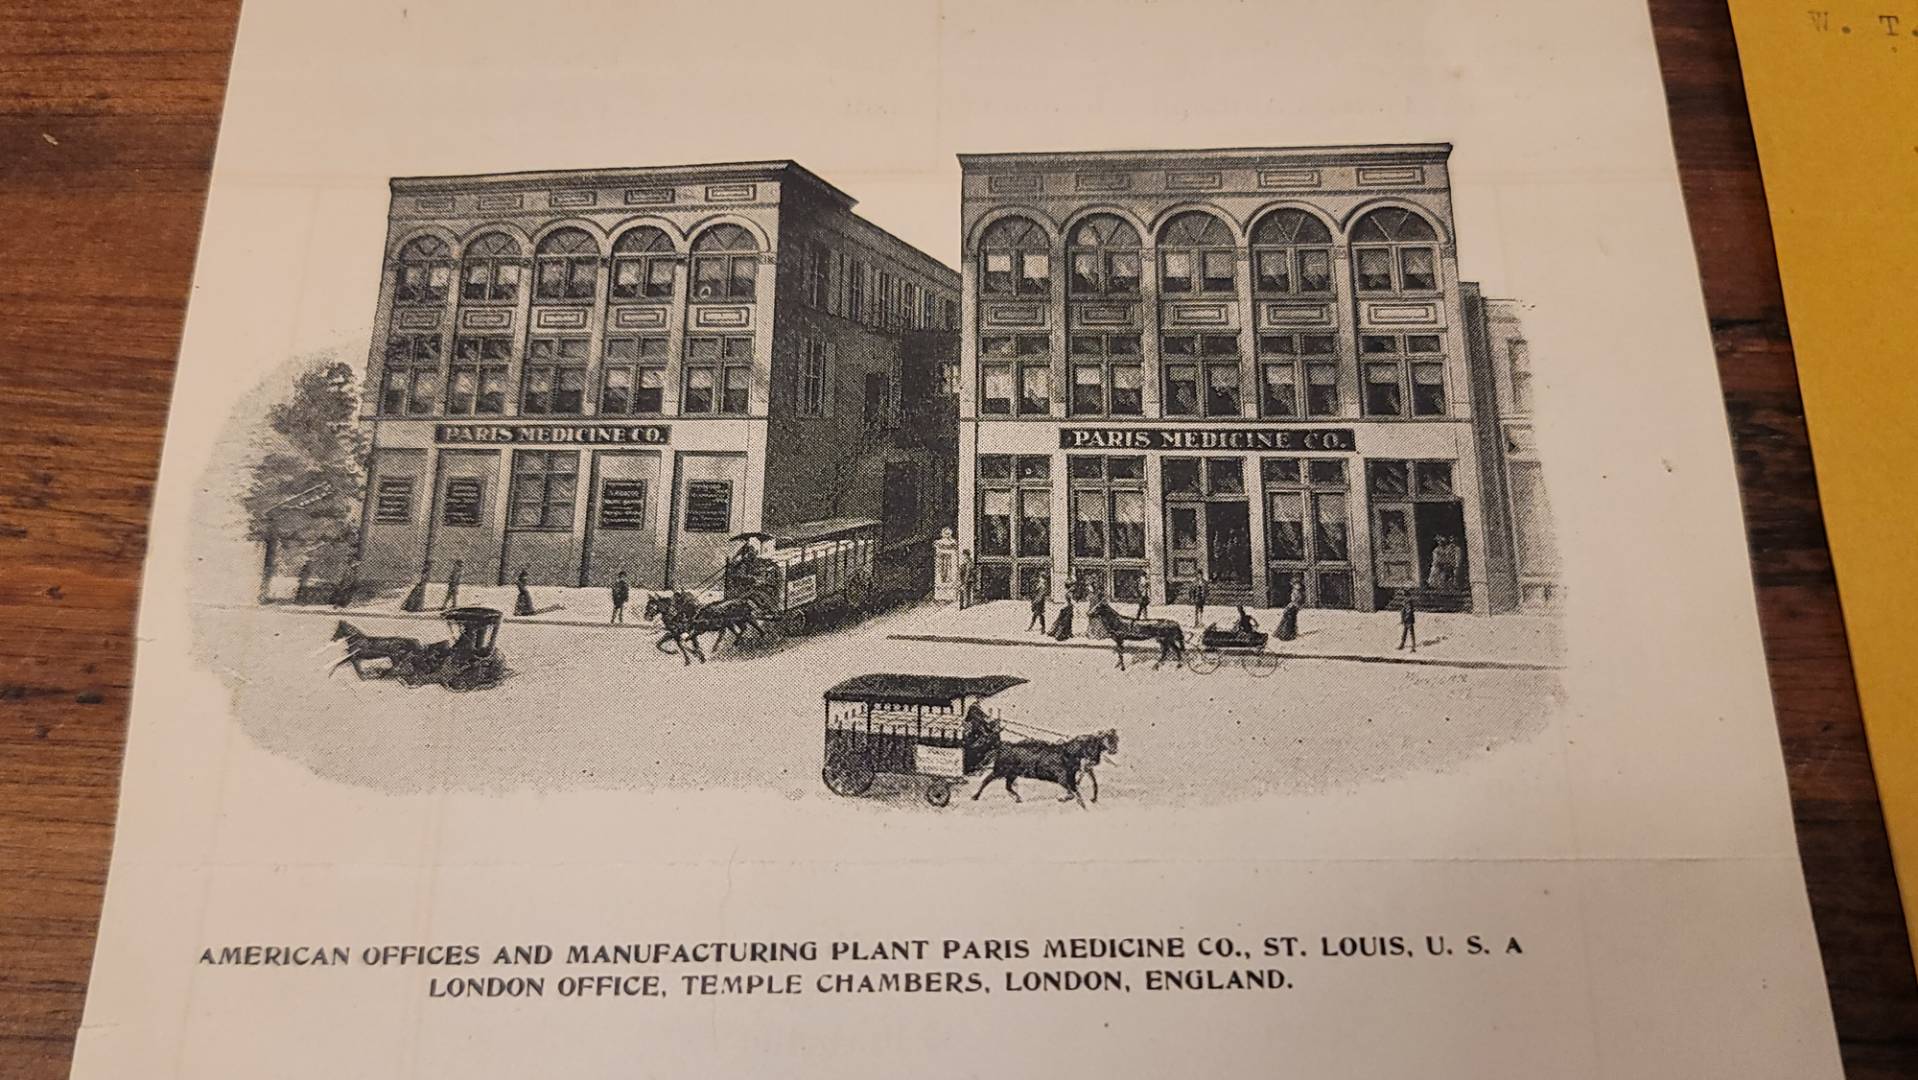 W. T.
PARIS MEDICINE CO.
PARIS MEDICINE CO.
AMERICAN OFFICES AND MANUFACTURING PLANT PARIS MEDICINE CO., ST. LOUIS, U. S. A
LONDON OFFICE, TEMPLE CHAMBERS, LONDON, ENGLAND.